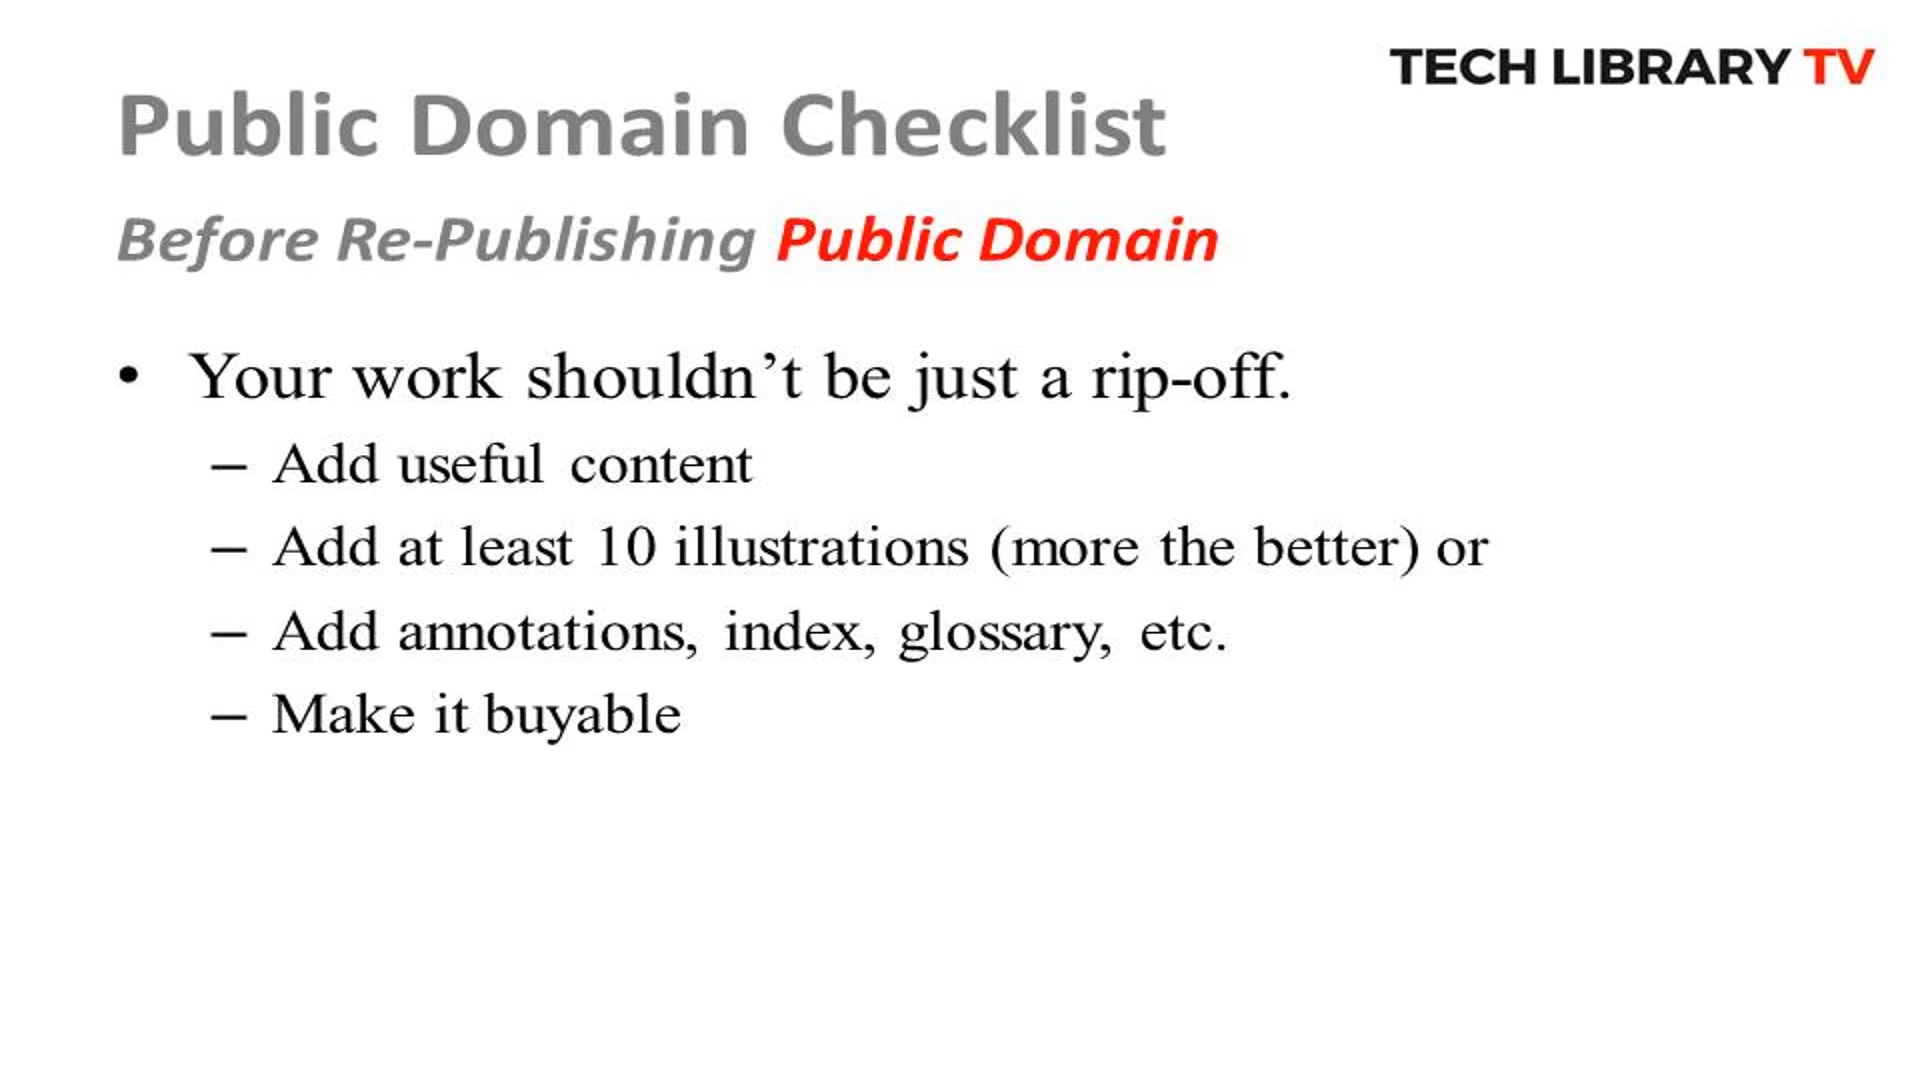 TECH LIBRARY TV
Public Domain Checklist
Before Re-Publishing Public Domain
• Your work shouldn’t be just a rip-off.
– Add useful content
– Add at least 10 illustrations (more the better) or
– Add annotations, index, glossary, etc.
– Make it buyable